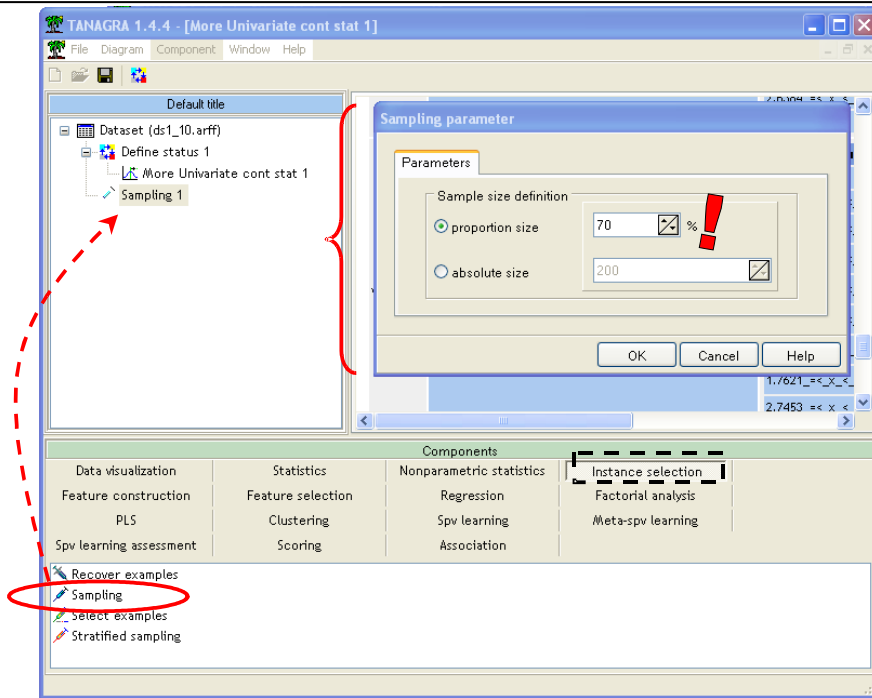 TANAGRA 1.4.4 - [More Univariate cont stat 1]
File Diagram Component Window Help
Default title
Dataset (ds1_10.arff)
Define status 1
More Univariate cont stat 1
Sampling 1
Sampling parameter
Parameters
Sample size definition
proportion size 70 %
absolute size 200
OK Cancel Help
1.7621_=<_x_<_
2.7453_=<_x_<
Components
Data visualization Statistics Nonparametric statistics Instance selection
Feature construction Feature selection Regression Factorial analysis
PLS Clustering Spv learning Meta-spv learning
Spv learning assessment Scoring Association
Recover examples
Sampling
Select examples
Stratified sampling